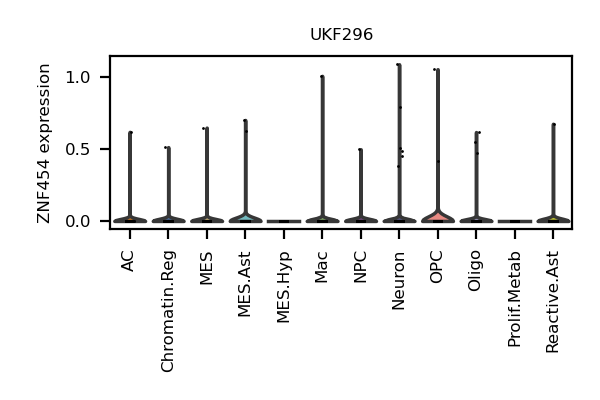 UKF296
ZNF454 expression
1.0
0.5
0.0
AC
Chromatin.Reg
MES
MES.Ast
MES.Hyp
Mac
NPC
Neuron
OPC
Oligo
Prolif.Metab
Reactive.Ast